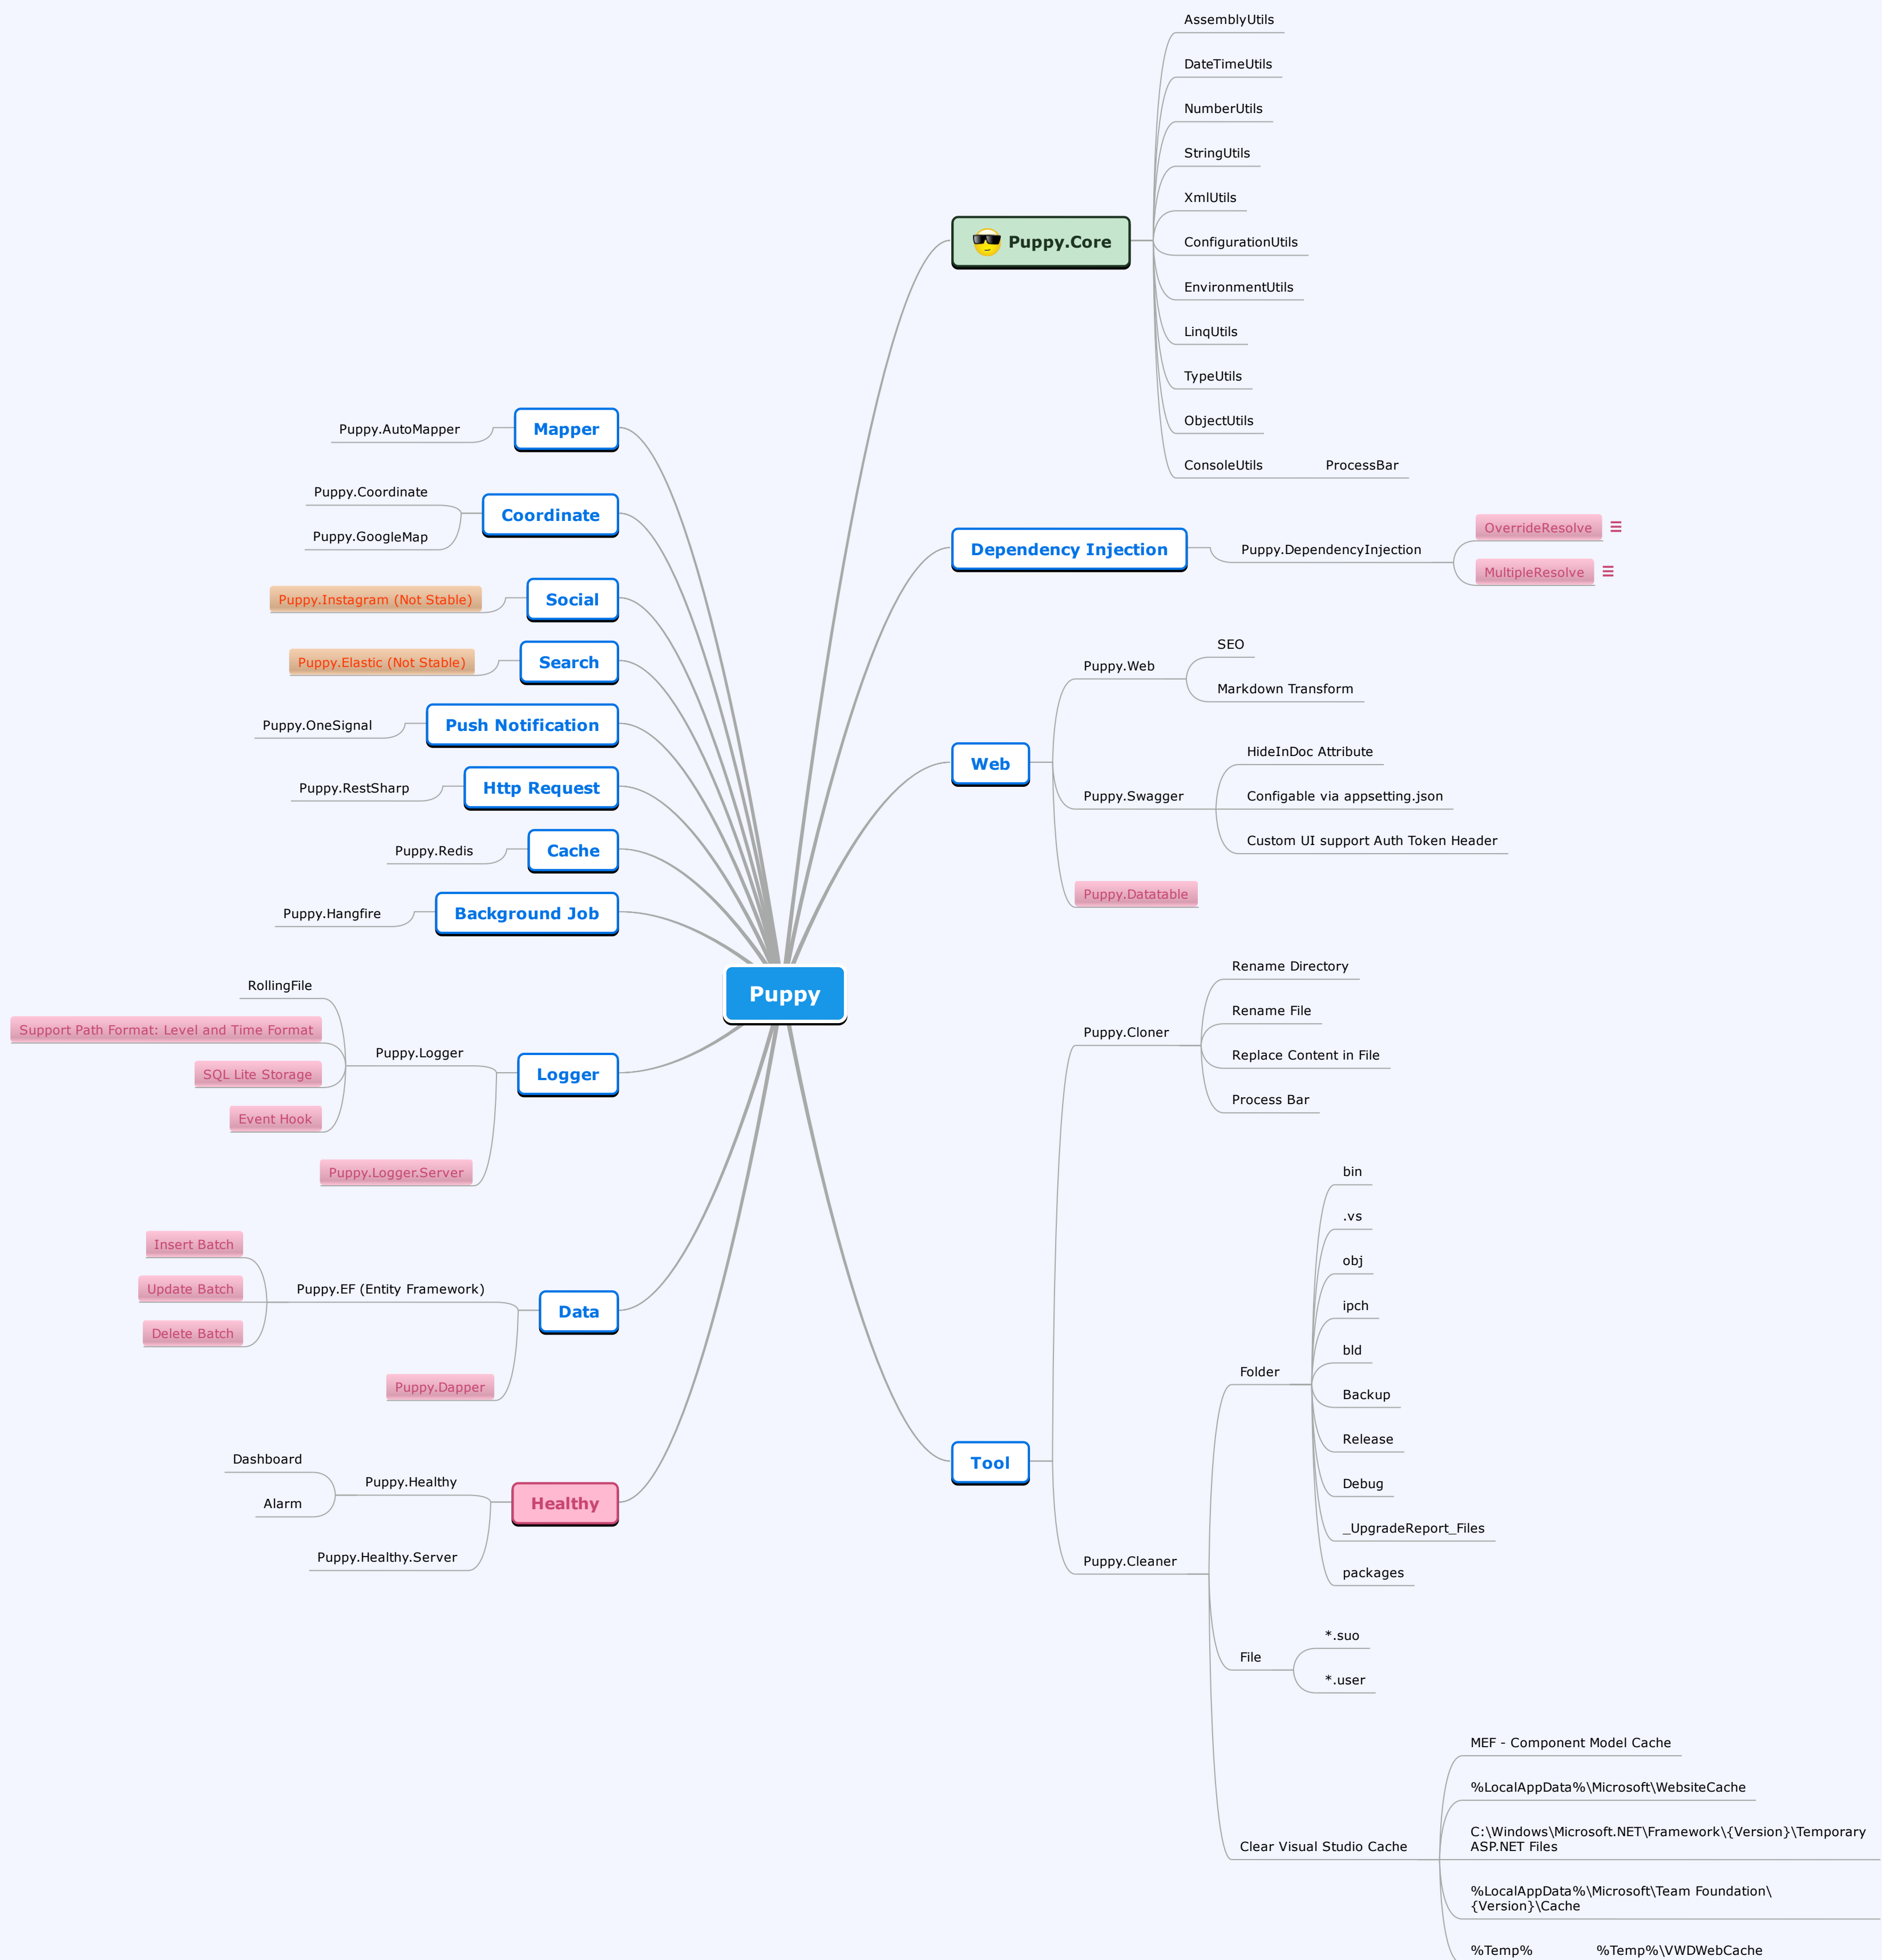 Puppy
Puppy.Core
AssemblyUtils
DateTimeUtils
NumberUtils
StringUtils
XmlUtils
ConfigurationUtils
EnvironmentUtils
LinqUtils
TypeUtils
ObjectUtils
ConsoleUtils
ProcessBar
Dependency Injection
Puppy.DependencyInjection
OverrideResolve
MultipleResolve
Web
Puppy.Web
SEO
Markdown Transform
Puppy.Swagger
HideInDoc Attribute
Configable via appsetting.json
Custom UI support Auth Token Header
Puppy.Datatable
Tool
Puppy.Cloner
Rename Directory
Rename File
Replace Content in File
Process Bar
Puppy.Cleaner
Folder
bin
.vs
obj
ipch
bld
Backup
Release
Debug
_UpgradeReport_Files
packages
File
*.suo
*.user
Clear Visual Studio Cache
MEF - Component Model Cache
%LocalAppData%\Microsoft\WebsiteCache
C:\Windows\Microsoft.NET\Framework\{Version}\Temporary
ASP.NET Files
%LocalAppData%\Microsoft\Team Foundation\
{Version}\Cache
%Temp%
%Temp%\VWDWebCache
Mapper
Puppy.AutoMapper
Coordinate
Puppy.Coordinate
Puppy.GoogleMap
Social
Puppy.Instagram (Not Stable)
Search
Puppy.Elastic (Not Stable)
Push Notification
Puppy.OneSignal
Http Request
Puppy.RestSharp
Cache
Puppy.Redis
Background Job
Puppy.Hangfire
Logger
Puppy.Logger
RollingFile
Support Path Format: Level and Time Format
SQL Lite Storage
Event Hook
Puppy.Logger.Server
Data
Puppy.EF (Entity Framework)
Insert Batch
Update Batch
Delete Batch
Puppy.Dapper
Healthy
Puppy.Healthy
Dashboard
Alarm
Puppy.Healthy.Server